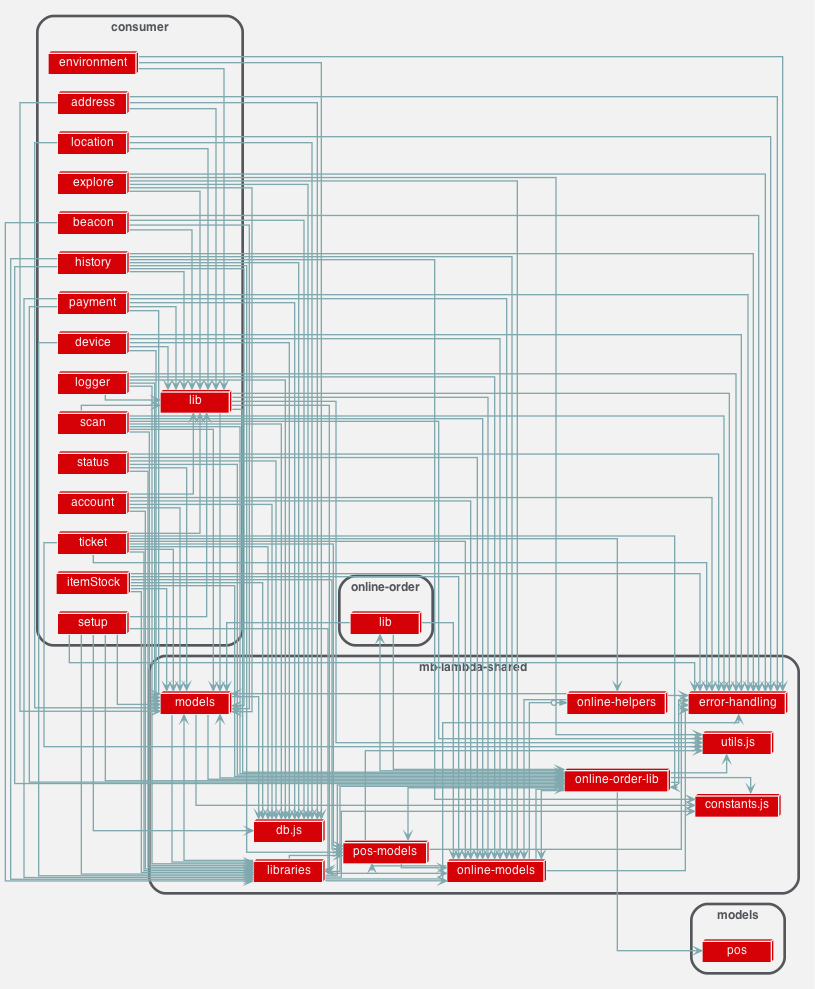 consumer
environment
address
location
explore
beacon
history
payment
device
logger
lib
scan
status
account
ticket
itemStock
online-order
setup
lib
mb-lambda-shared
models
online-helpers
error-handling
utils.js
online-order-lib
constants.js
db.js
pos-models
libraries
online-models
models
pos